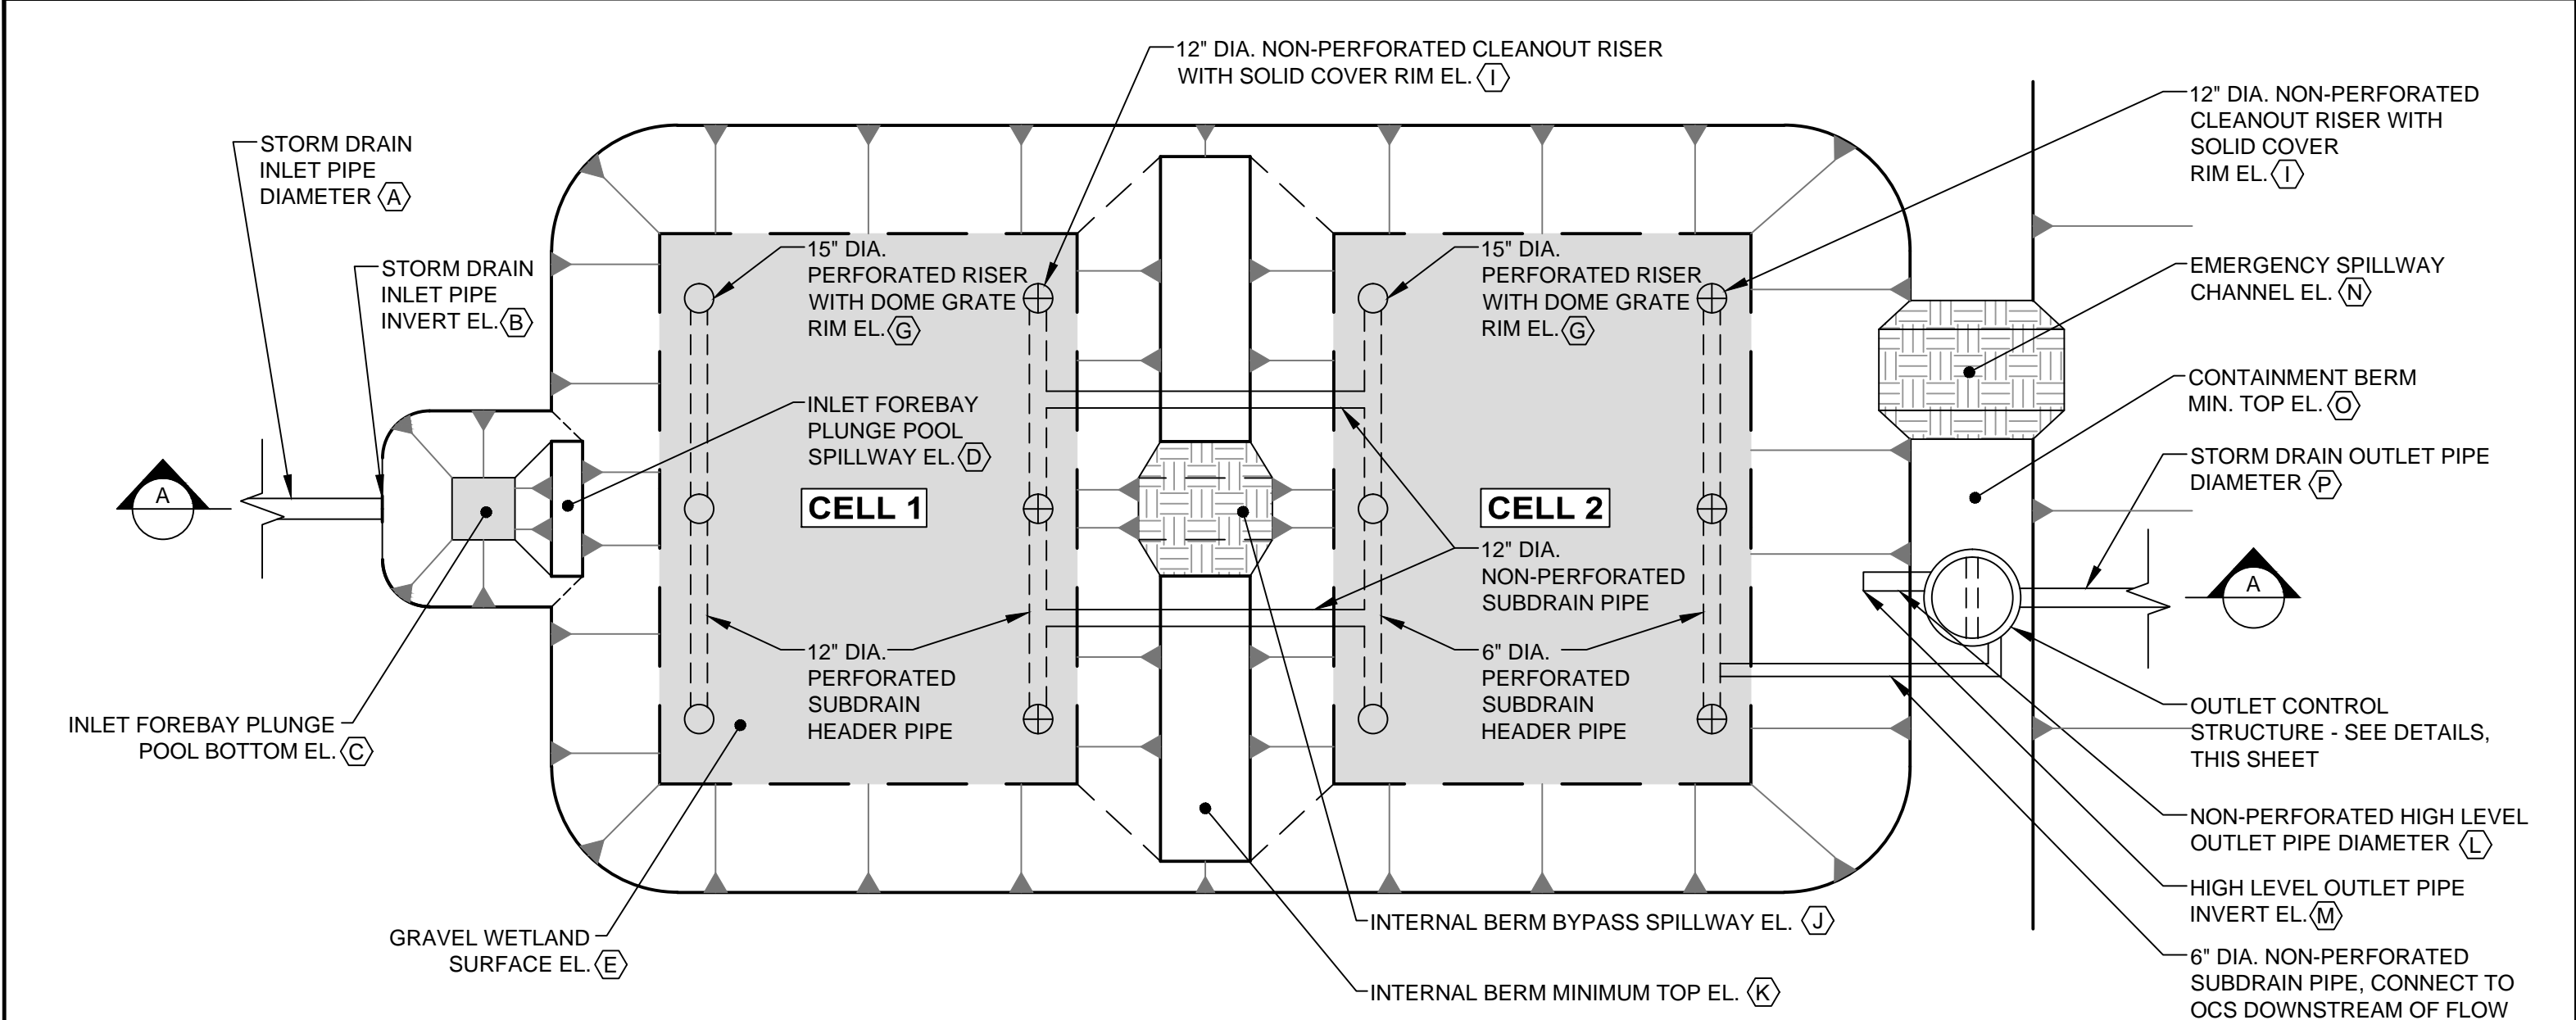 12" DIA. NON-PERFORATED CLEANOUT RISER
WITH SOLID COVER RIM EL. I
STORM DRAIN
INLET PIPE
DIAMETER A
STORM DRAIN
INLET PIPE
INVERT EL. B
12" DIA. NON-PERFORATED
CLEANOUT RISER WITH
SOLID COVER
RIM EL. I
15" DIA.
PERFORATED RISER
WITH DOME GRATE
RIM EL. G
15" DIA.
PERFORATED RISER
WITH DOME GRATE
RIM EL. G
EMERGENCY SPILLWAY
CHANNEL EL. N
INLET FOREBAY
PLUNGE POOL
SPILLWAY EL. D
CONTAINMENT BERM
MIN. TOP EL. O
STORM DRAIN OUTLET PIPE
DIAMETER P
A
CELL 1
CELL 2
A
12" DIA.
NON-PERFORATED
SUBDRAIN PIPE
12" DIA.
PERFORATED
SUBDRAIN
HEADER PIPE
6" DIA.
PERFORATED
SUBDRAIN
HEADER PIPE
INLET FOREBAY PLUNGE
POOL BOTTOM EL. C
OUTLET CONTROL
STRUCTURE - SEE DETAILS,
THIS SHEET
NON-PERFORATED HIGH LEVEL
OUTLET PIPE DIAMETER L
HIGH LEVEL OUTLET PIPE
INVERT EL. M
GRAVEL WETLAND
SURFACE EL. E
INTERNAL BERM BYPASS SPILLWAY EL. J
INTERNAL BERM MINIMUM TOP EL. K
6" DIA. NON-PERFORATED
SUBDRAIN PIPE, CONNECT TO
OCS DOWNSTREAM OF FLOW